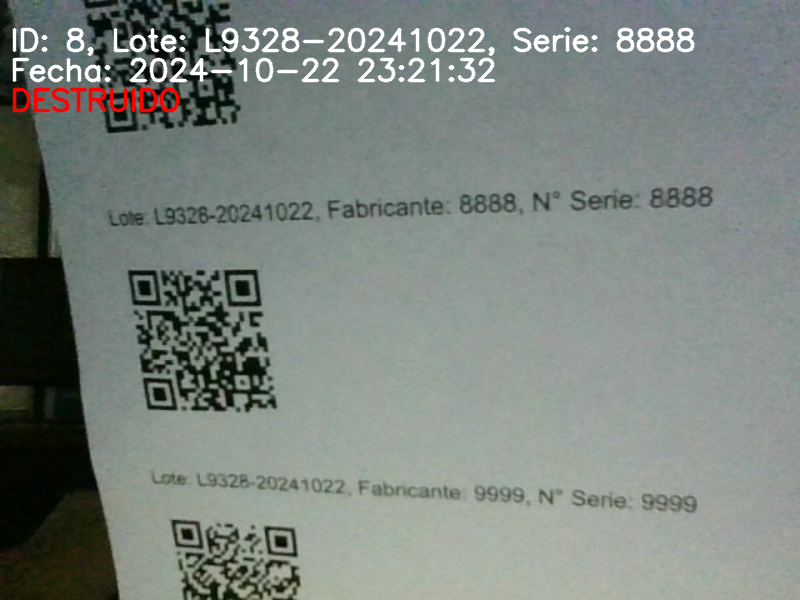 ID: 8, Lote: L9328-20241022, Serie: 8888
Fecha: 2024-10-22 23:21:32
DESTRUIDO
Lote: L9328-20241022, Fabricante: 8888, N° Serie: 8888
Lote: L9328-20241022, Fabricante: 9999, N° Serie: 9999